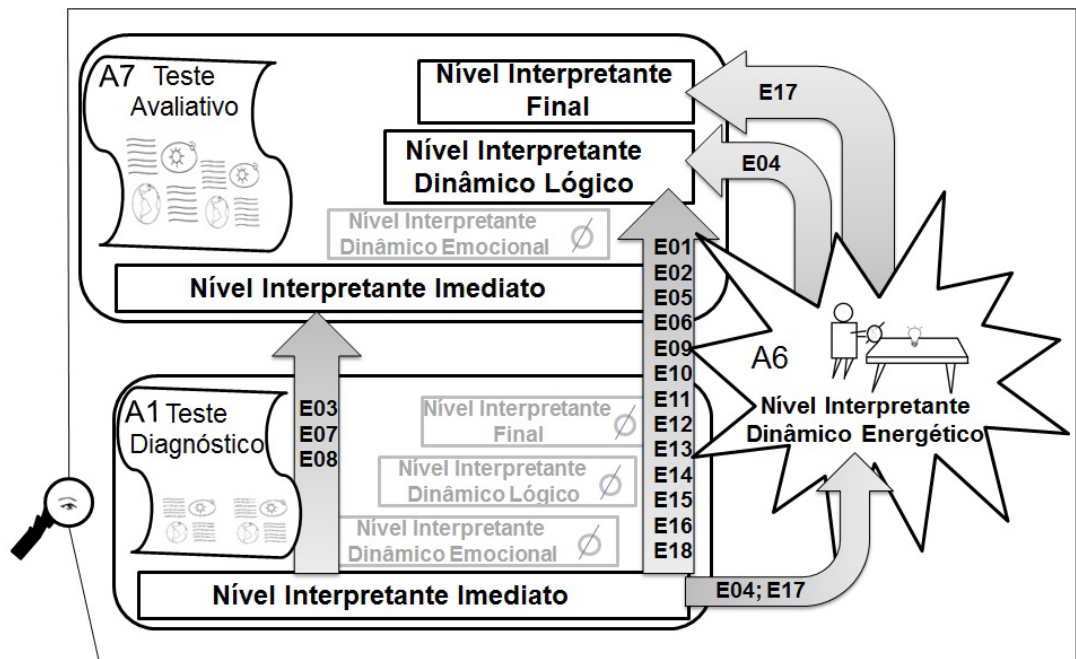 A7 Teste
Avaliativo
Nível Interpretante
Final
E17
Nível Interpretante
Dinâmico Lógico
E04
Nível Interpretante
Dinâmico Emocional
Nível Interpretante Imediato
E01
E02
E05
E06
E09
E10
E11
E12
E13
E14
E15
E16
E18
A6
Nível Interpretante
Dinâmico Energético
A1 Teste
Diagnóstico
E03
E07
E08
Nível Interpretante
Final
Nível Interpretante
Dinâmico Lógico
Nível Interpretante
Dinâmico Emocional
Nível Interpretante Imediato
E04; E17